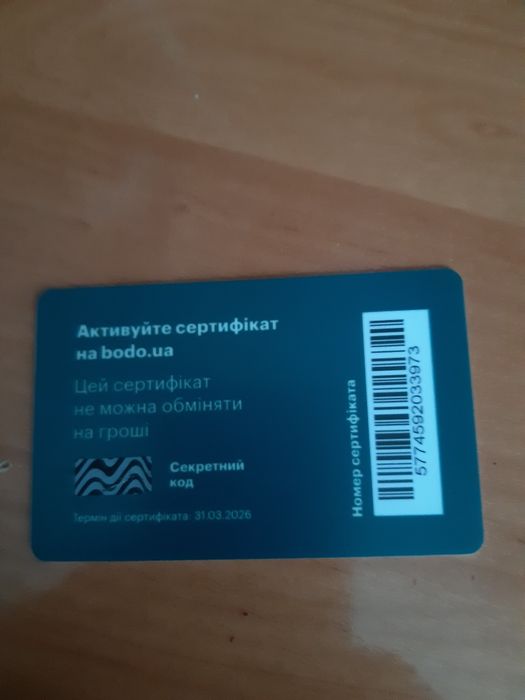 Активуйте сертифікат
на bodo.ua
Цей сертифікат
не можна обміняти
на гроші
Секретний
код
Термін дії сертифіката: 31.03.2026
Номер сертифіката
5774592033973